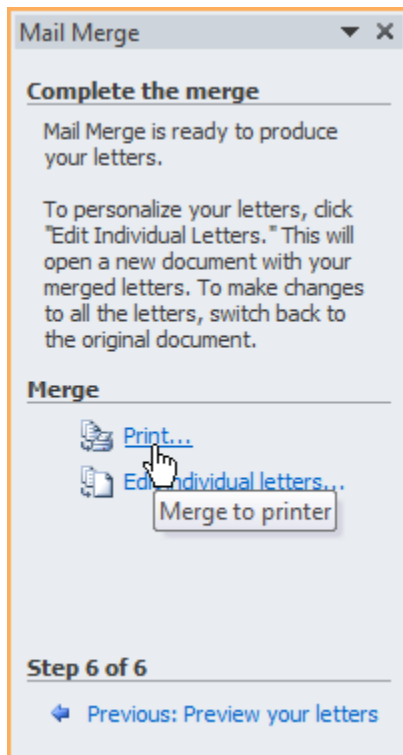 Mail Merge
Complete the merge
Mail Merge is ready to produce
your letters.
To personalize your letters, click
"Edit Individual Letters." This will
open a new document with your
merged letters. To make changes
to all the letters, switch back to
the original document.
Merge
Print...
Edit individual letters...
Merge to printer
Step 6 of 6
Previous: Preview your letters